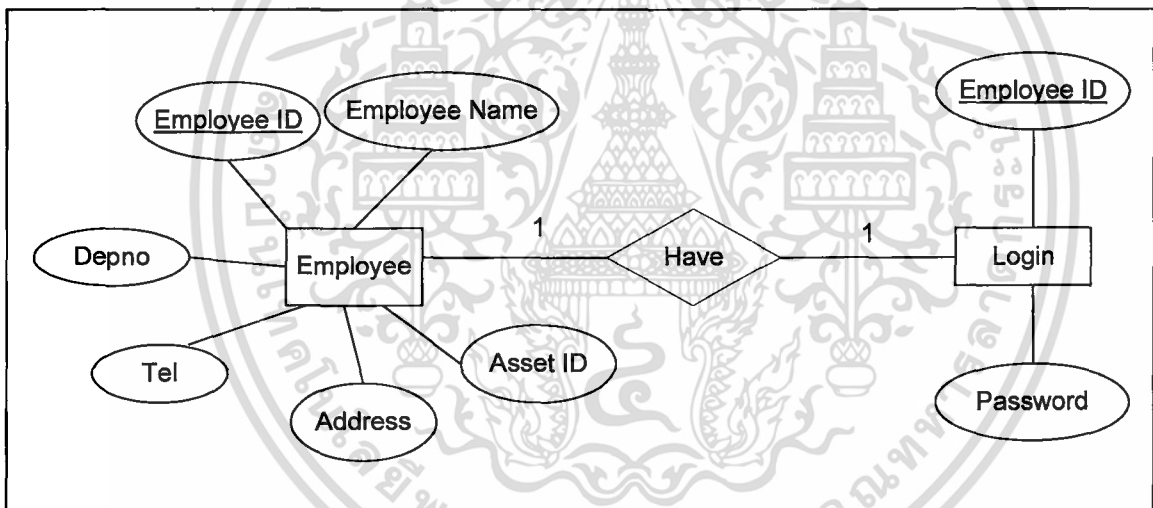 Employee ID
Employee Name
Employee ID
Depno
Employee
1
Have
1
Login
Tel
Asset ID
Address
Password